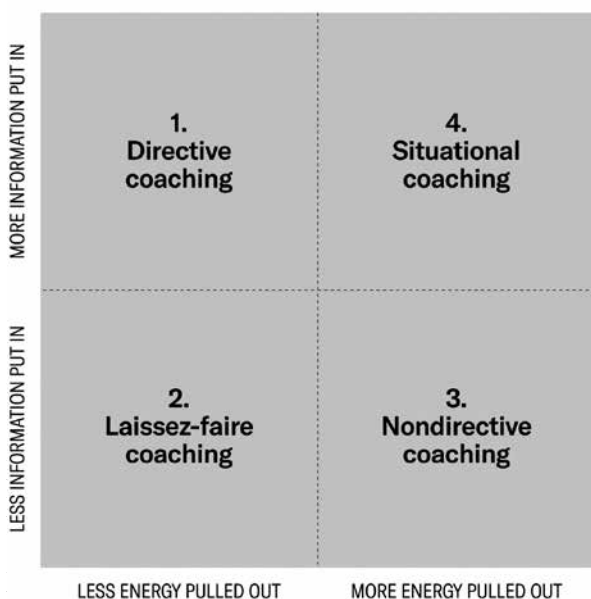 MORE INFORMATION PUT IN
1.
Directive
coaching
4.
Situational
coaching
LESS INFORMATION PUT IN
2.
Laissez-faire
coaching
3.
Nondirective
coaching
LESS ENERGY PULLED OUT
MORE ENERGY PULLED OUT